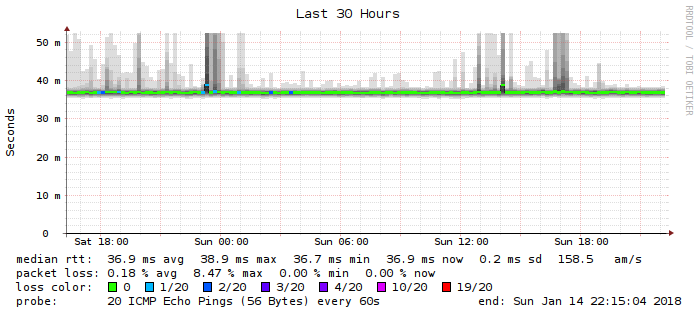 Last 30 Hours
RRDTOOL / TOBI OETIKER
Seconds
50 m
40 m
30 m
20 m
10 m
0
Sat 18:00 Sun 00:00 Sun 06:00 Sun 12:00 Sun 18:00
median rtt: 36.9 ms avg 38.9 ms max 36.7 ms min 36.9 ms now 0.2 ms sd 158.5 am/s
packet loss: 0.18 % avg 8.47 % max 0.00 % min 0.00 % now
loss color: 0 1/20 2/20 3/20 4/20 10/20 19/20
probe: 20 ICMP Echo Pings (56 Bytes) every 60s end: Sun Jan 14 22:15:04 2018